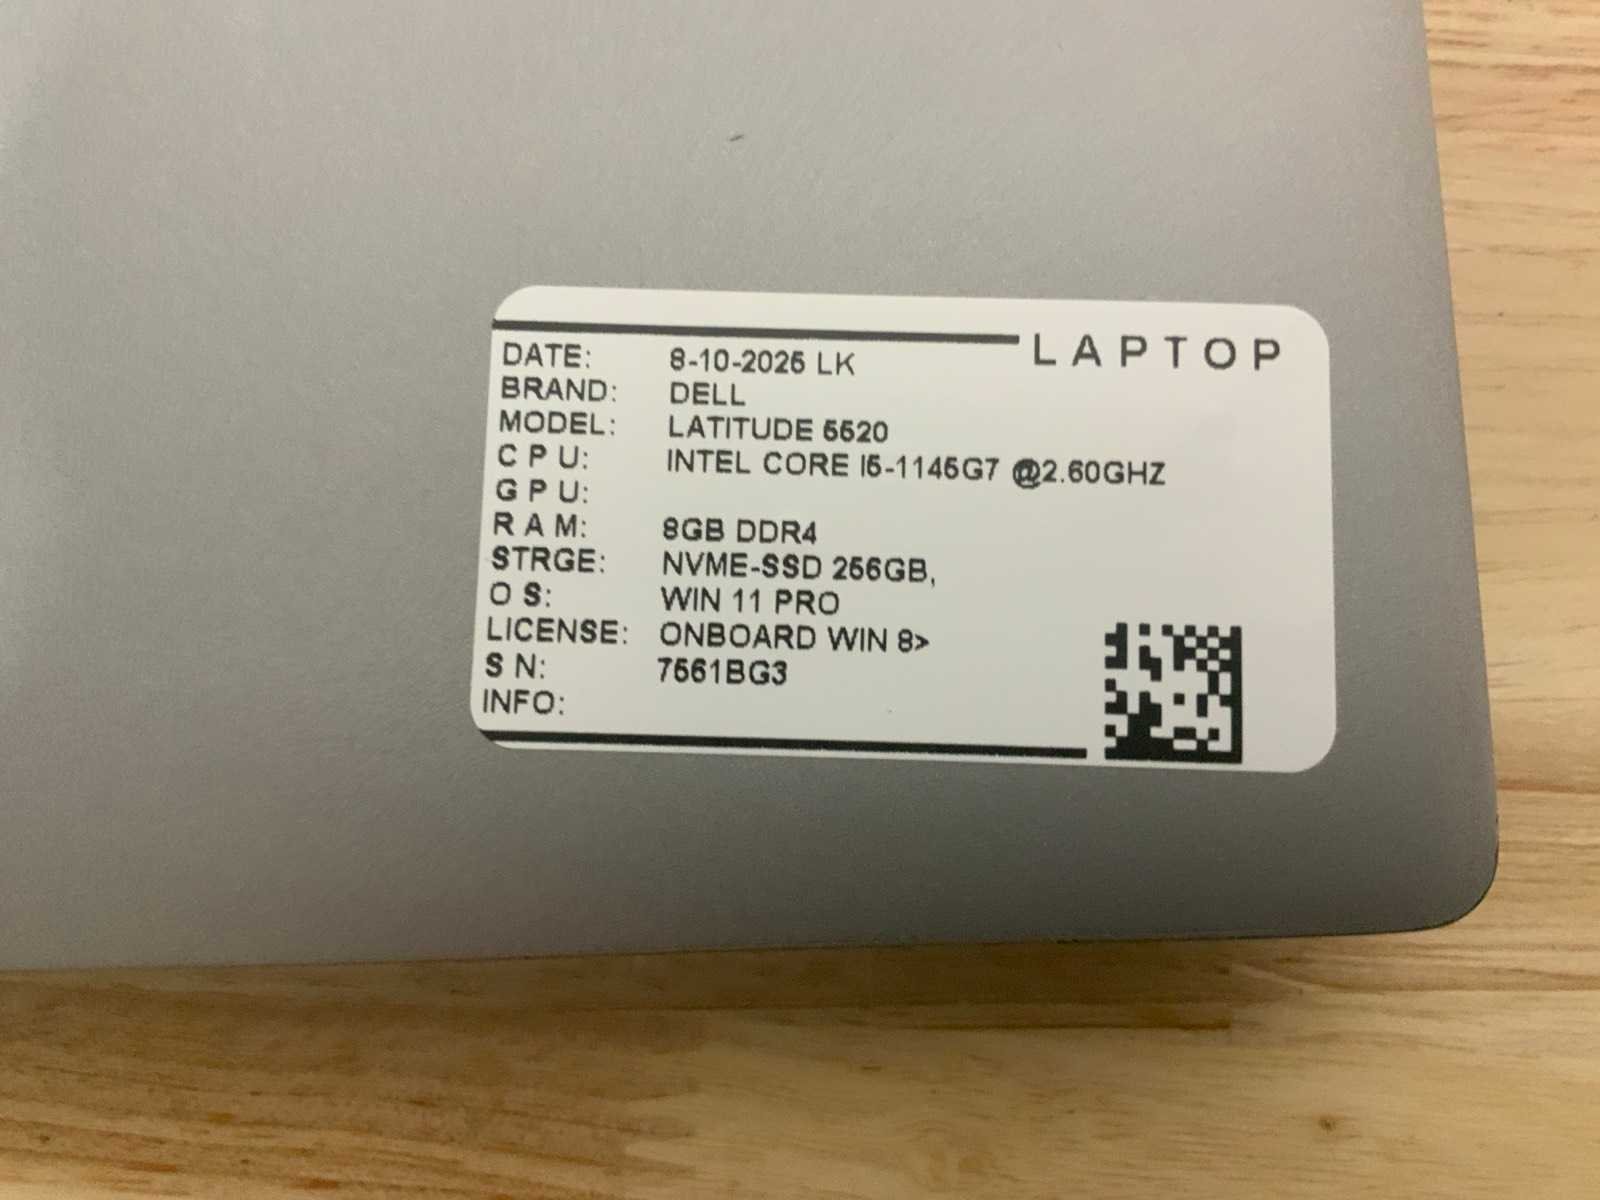 LAPTOP
DATE: 8-10-2025 LK
BRAND: DELL
MODEL: LATITUDE 5520
C P U: INTEL CORE I5-1145G7 @2.60GHZ
G P U:
R A M: 8GB DDR4
STRGE: NVME-SSD 256GB,
O S: WIN 11 PRO
LICENSE: ONBOARD WIN 8>
S N: 7561BG3
INFO: